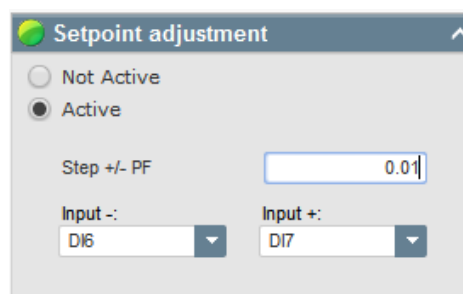 Setpoint adjustment
Not Active
Active
Step +/- PF 0.01
Input -: Input +:
DI6 DI7